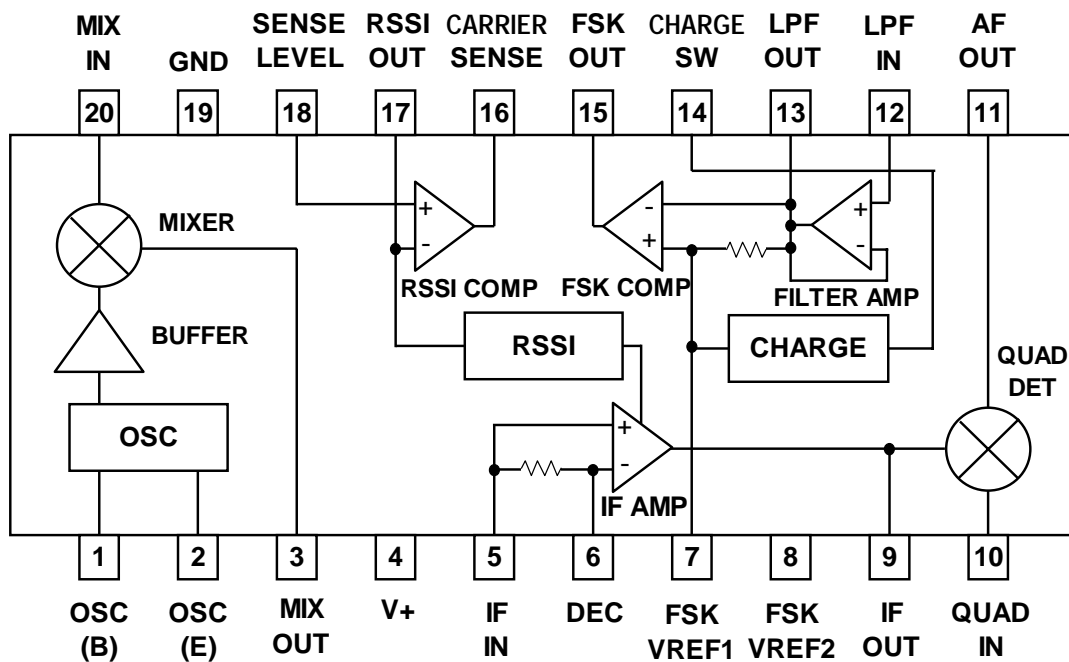 MIX
IN
GND
SENSE
LEVEL
RSSI
OUT
CARRIER
SENSE
FSK
OUT
CHARGE
SW
LPF
OUT
LPF
IN
AF
OUT
20
19
18
17
16
15
14
13
12
11
MIXER
+
-
RSSI COMP
-
+
FSK COMP
+
-
FILTER AMP
BUFFER
RSSI
CHARGE
QUAD
DET
OSC
+
-
IF AMP
1
2
3
4
5
6
7
8
9
10
OSC
(B)
OSC
(E)
MIX
OUT
V+
IF
IN
DEC
FSK
VREF1
FSK
VREF2
IF
OUT
QUAD
IN